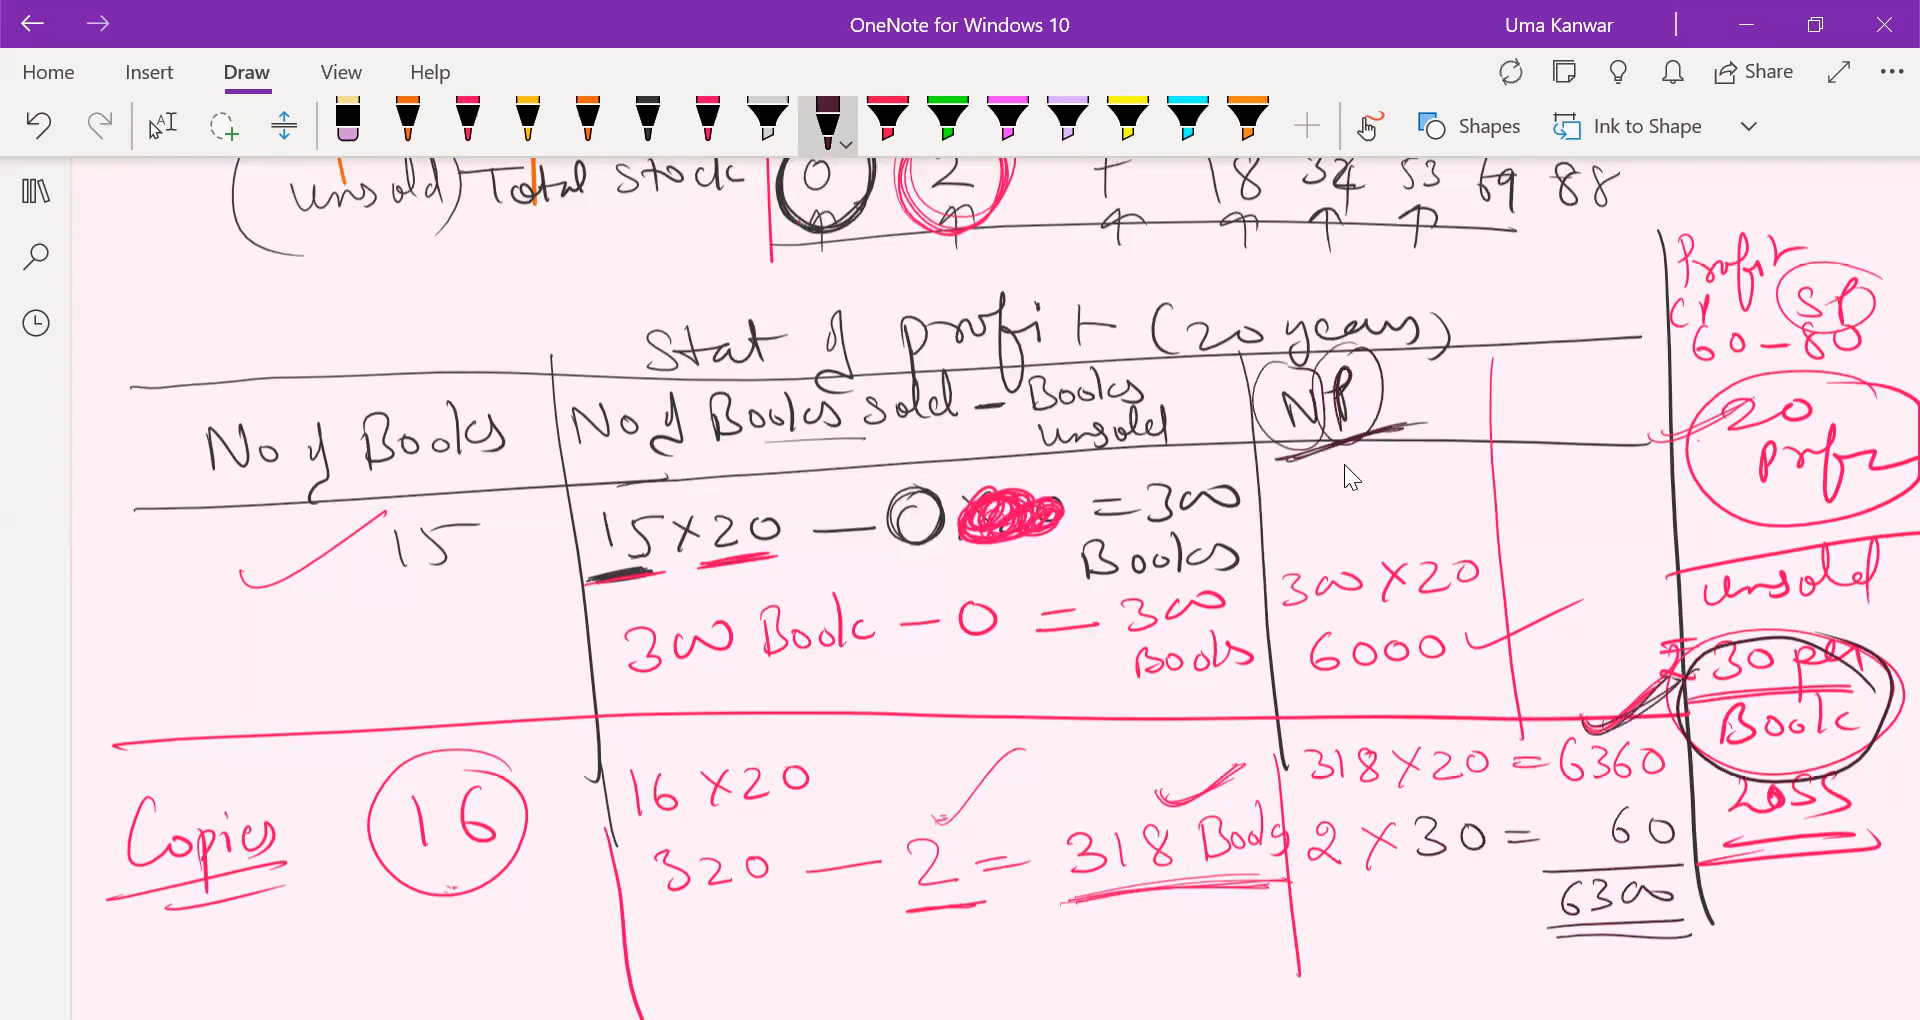 OneNote for Windows 10
Uma Kanwar
Home Insert Draw View Help
Share
Shapes Ink to Shape
(unsold) Total Stock 0 2 7 18 34 53 69 88
Stat of profit (20 years)
No of Books
No of Books sold - Books unsold
NP
15
15 × 20 - 0 = 300 Books
300 Book - 0 = 300 Books
300 × 20
6000
Copies 16
16 × 20
320 - 2 = 318 Books
318 × 20 = 6360
2 × 30 = 60
6300
Profit
CP SP
60 - 80
20
Profit
unsold
30 per
Book
Loss